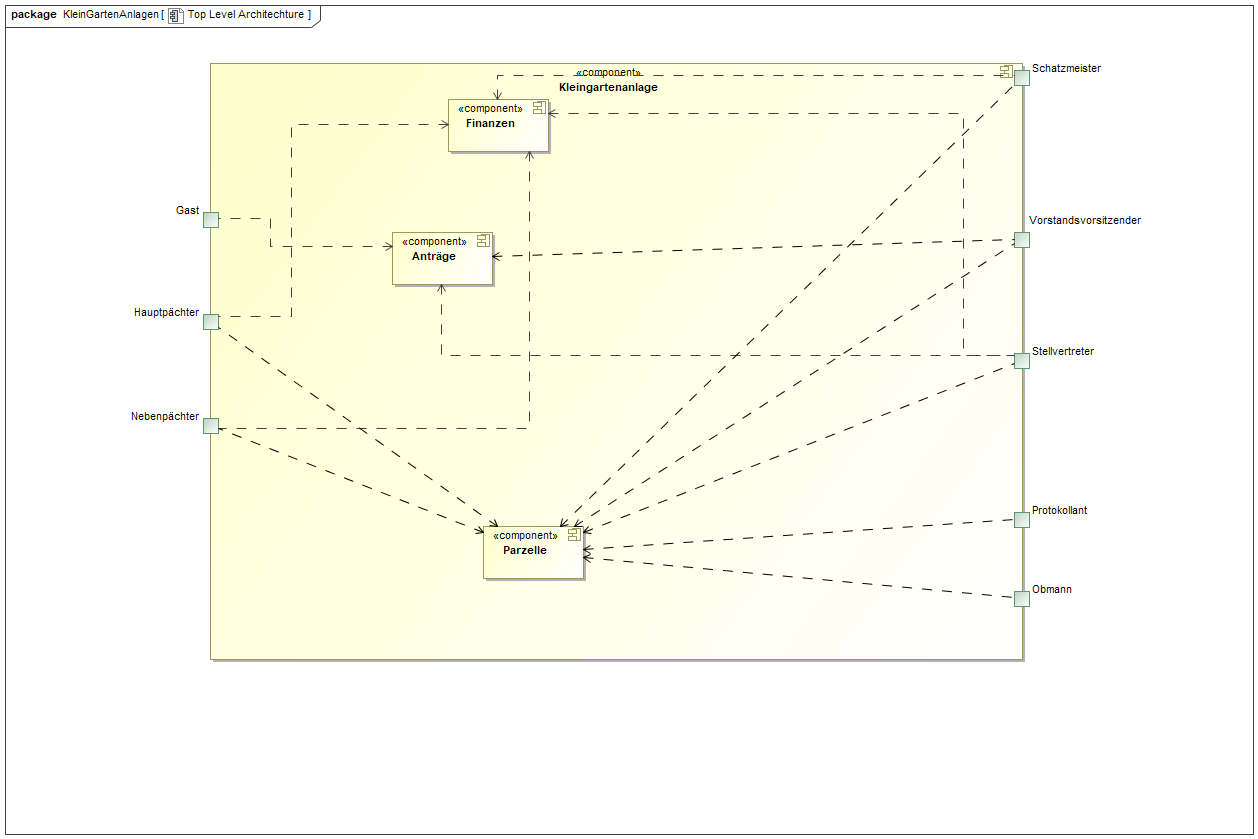 package KleinGartenAnlagen [ Top Level Architechture ]
Schatzmeister
«component»
Kleingartenanlage
«component»
Finanzen
Gast
Vorstandsvorsitzender
«component»
Anträge
Hauptpächter
Stellvertreter
Nebenpächter
Protokollant
«component»
Parzelle
Obmann